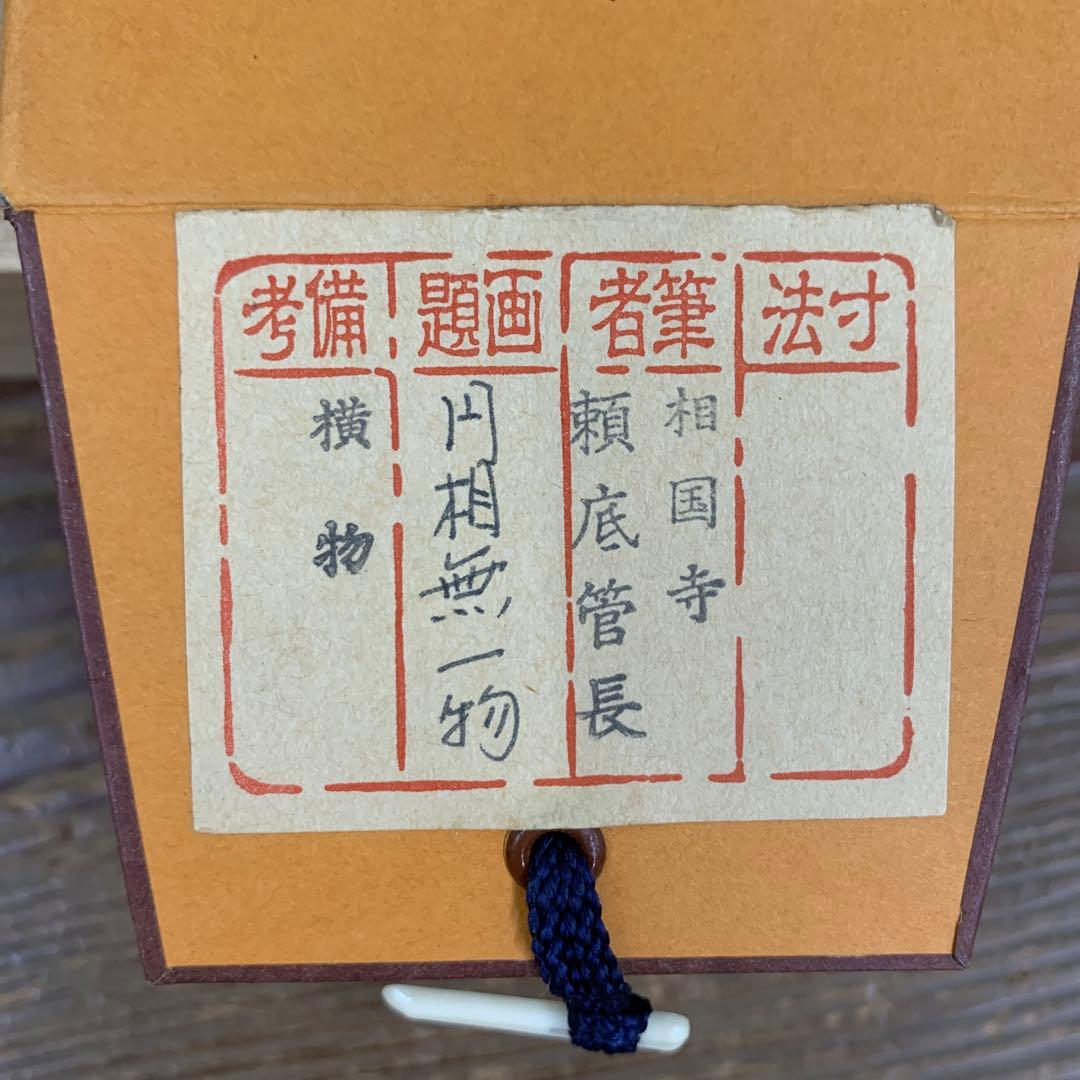 寸法
筆者
相国寺
頼底管長
画題
円相無一物
備考
横物